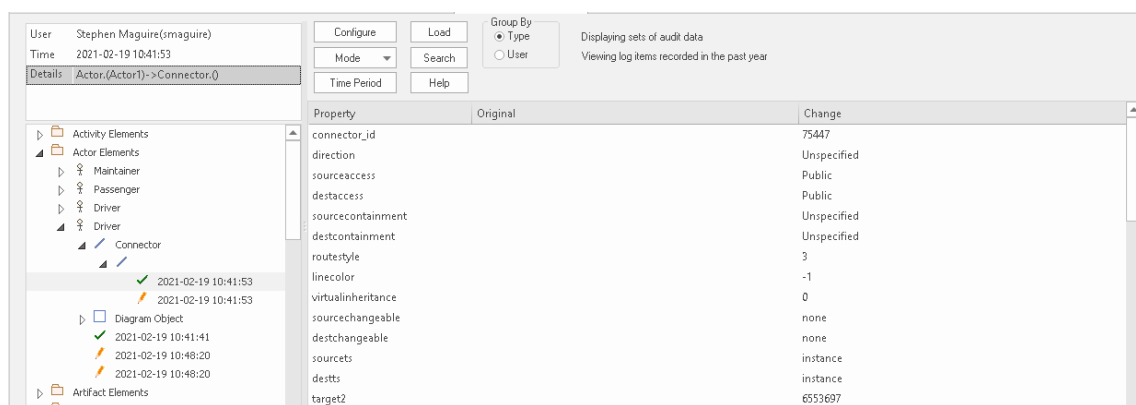 User Stephen Maguire(smaguire)
Time 2021-02-19 10:41:53
Details Actor.(Actor1)->Connector.()
Configure Load
Mode Search
Time Period Help
Group By
Type
User
Displaying sets of audit data
Viewing log items recorded in the past year
Activity Elements
Actor Elements
Maintainer
Passenger
Driver
Driver
Connector
2021-02-19 10:41:53
2021-02-19 10:41:53
Diagram Object
2021-02-19 10:41:41
2021-02-19 10:48:20
2021-02-19 10:48:20
Artifact Elements
Property Original Change
connector_id 75447
direction Unspecified
sourceaccess Public
destaccess Public
sourcecontainment Unspecified
destcontainment Unspecified
routestyle 3
linecolor -1
virtualinheritance 0
sourcechangeable none
destchangeable none
sourcets instance
destts instance
target2 6553697